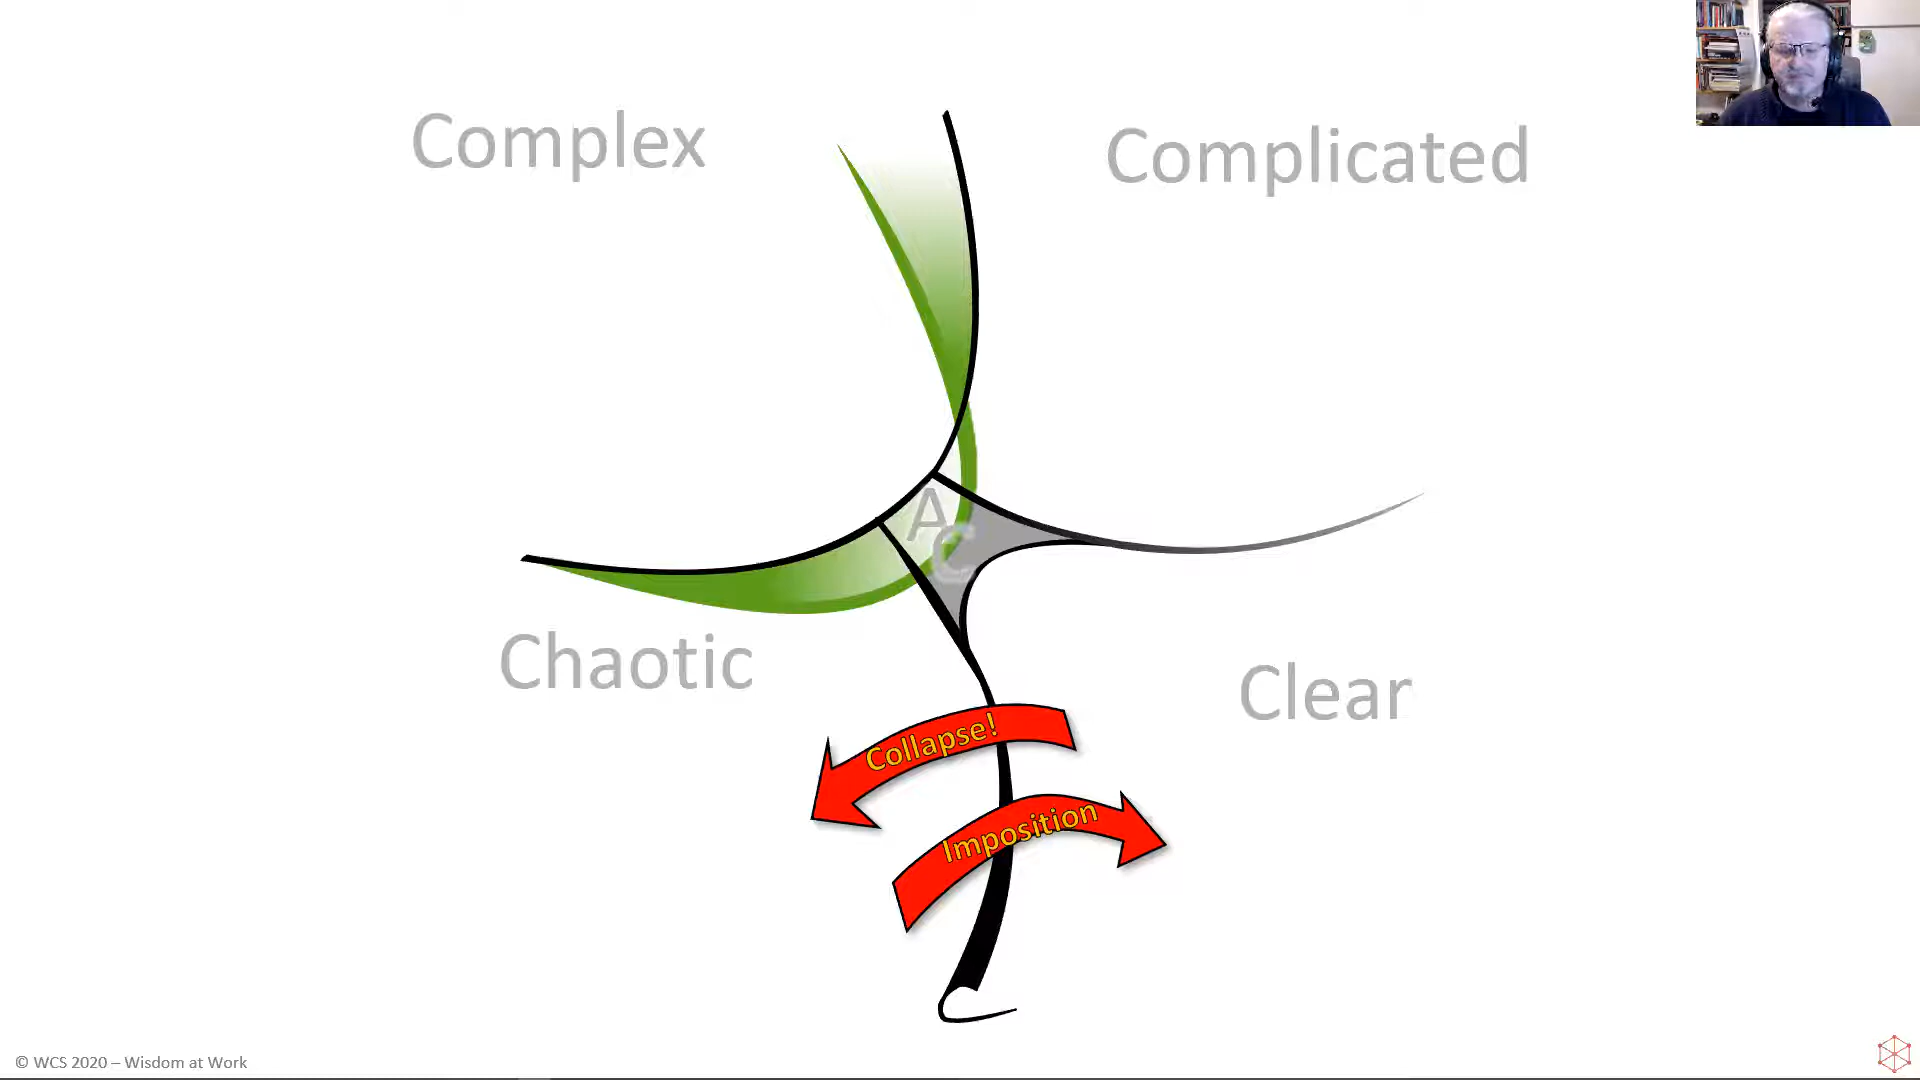 Complex
Complicated
A
C
Chaotic
Clear
Collapse!
Imposition
© WCS 2020 – Wisdom at Work